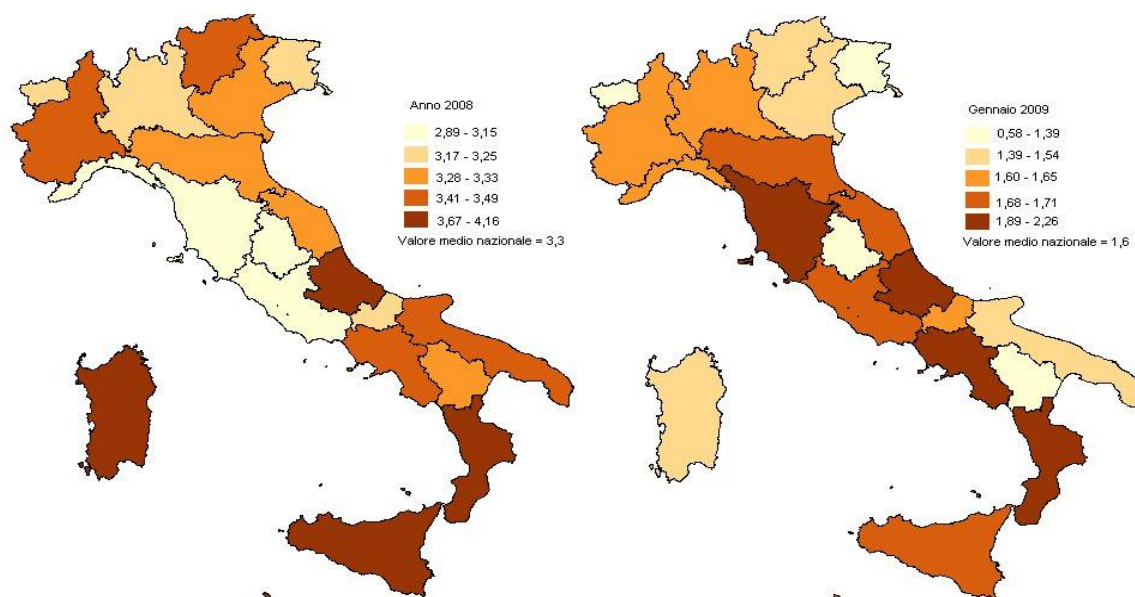 Anno 2008
2,89 - 3,15
3,17 - 3,25
3,28 - 3,33
3,41 - 3,49
3,67 - 4,16
Valore medio nazionale = 3,3
Gennaio 2009
0,58 - 1,39
1,39 - 1,54
1,60 - 1,65
1,68 - 1,71
1,89 - 2,26
Valore medio nazionale = 1,6